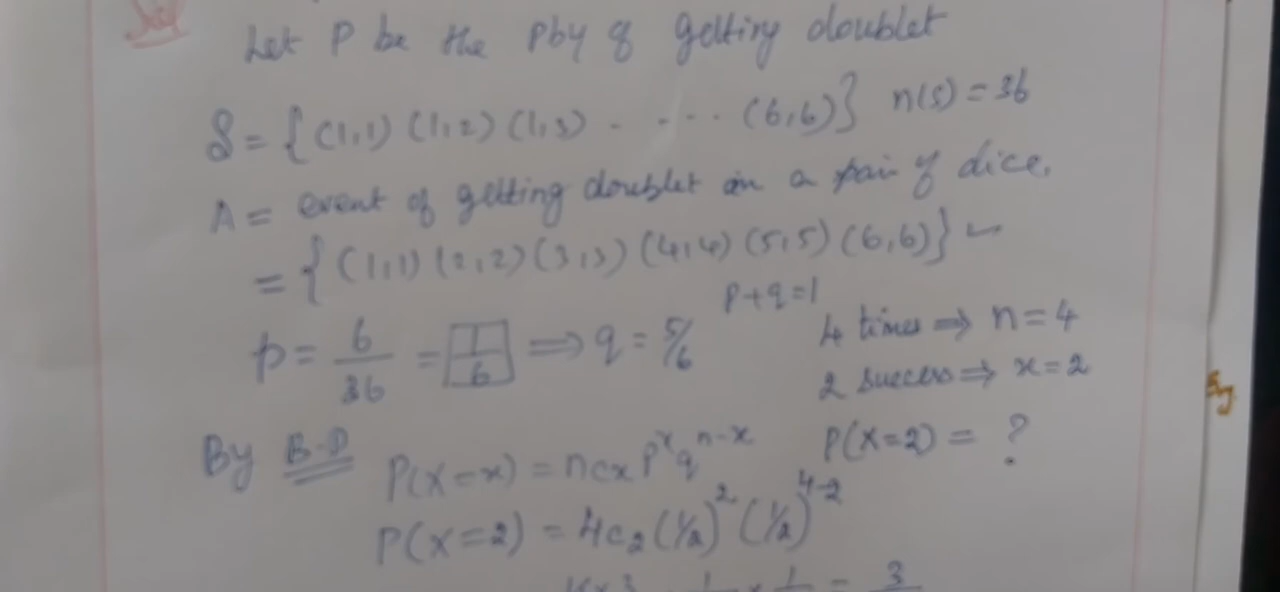 Let P be the Pby of getting doublet
S = { (1,1) (1,2) (1,3) . . . . . (6,6)} n(s) = 36
A = event of getting doublet in a pair of dice.
= { (1,1) (2,2) (3,3) (4,4) (5,5) (6,6)}
p+q=1
p = 6/36 = 1/6 ⇒ q = 5/6
4 times ⇒ n = 4
2 success ⇒ x = 2
By B.D P(X=x) = ncx p^x q^n-x
P(X=2) = ?
P(X=2) = 4c2 (1/2)^2 (1/2)^4-2
= 3